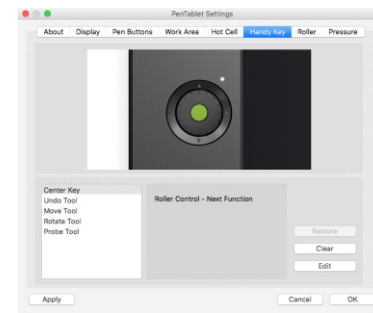 PenTablet Settings
About Display Pen Buttons Work Area Hot Cell Handy Key Roller Pressure
Center Key
Undo Tool
Move Tool
Rotate Tool
Probe Tool
Roller Control - Next Function
Restore
Clear
Edit
Apply Cancel OK